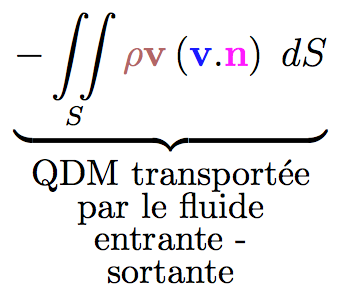 − ∬_S ρv (v.n) dS
QDM transportée
par le fluide
entrante -
sortante